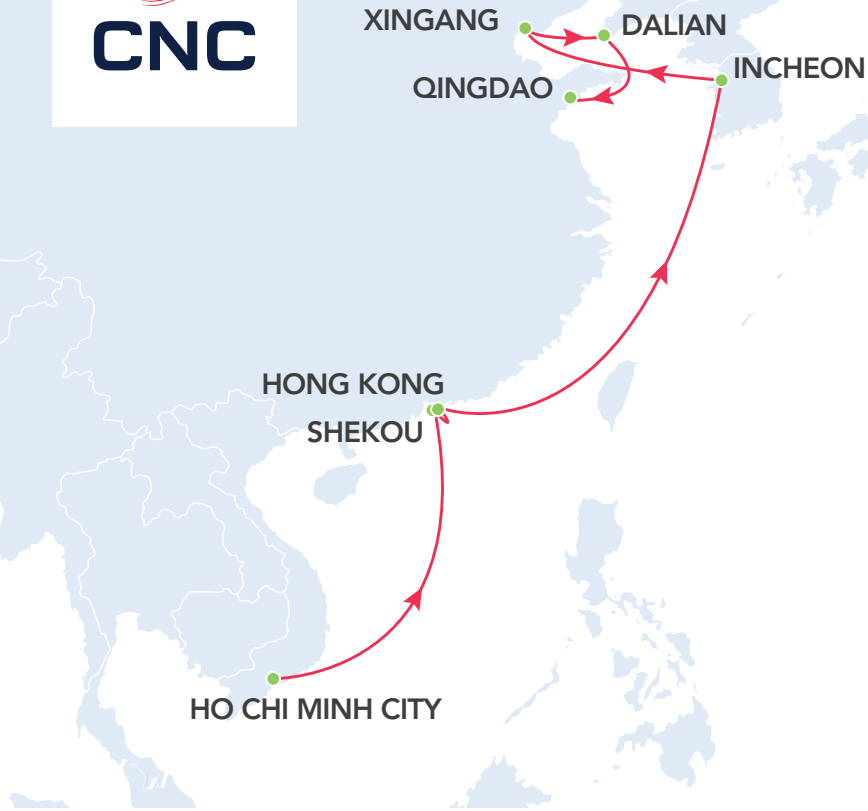 CNC
XINGANG
DALIAN
INCHEON
QINGDAO
HONG KONG
SHEKOU
HO CHI MINH CITY